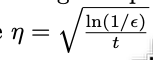 e η = √(ln(1/ϵ)/t)